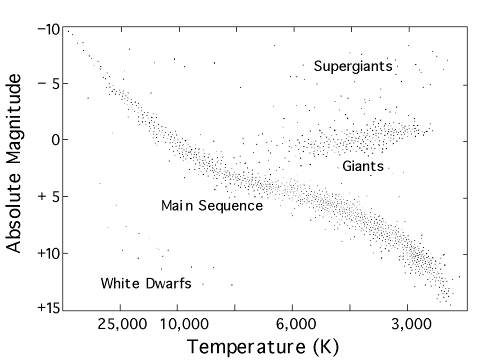 −10
− 5
0
+ 5
+10
+15
Absolute Magnitude
Supergiants
Giants
Main Sequence
White Dwarfs
25,000 10,000 6,000 3,000
Temperature (K)